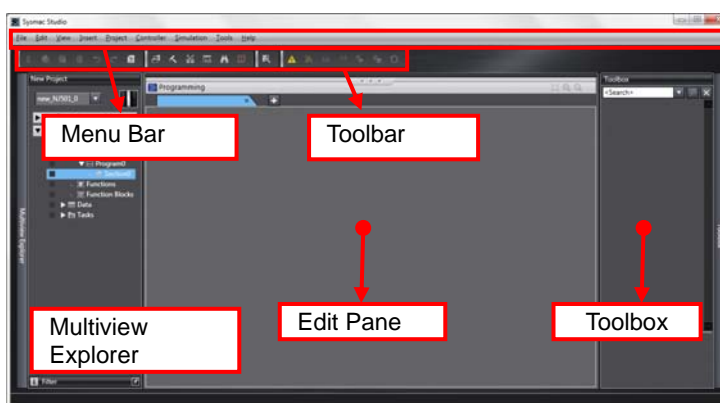 Sysmac Studio
File Edit View Insert Project Controller Simulation Tools Help
New Project
new_NJ501_0
Programming
Toolbox
<Search>
Menu Bar
Toolbar
Program0
Section0
Functions
Function Blocks
Data
Tasks
Multiview Explorer
Edit Pane
Toolbox
Multiview
Explorer
Filter